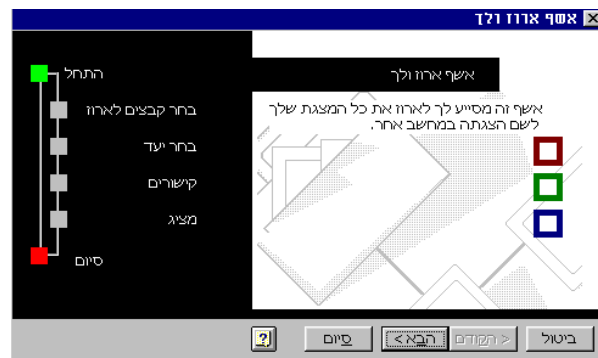 אשף ארוז ולך
אשף ארוז ולך
אשף זה מסייע לך לארוז את כל המצגת שלך
לשם הצגתה במחשב אחר.
התחל
בחר קבצים לארוז
בחר יעד
קישורים
מציג
סיום
ביטול
< הקודם
הבא >
סיום
?